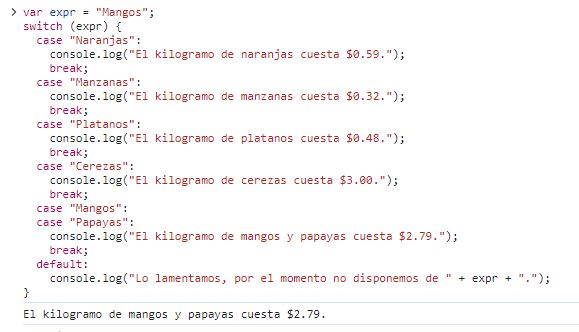 > var expr = "Mangos";
switch (expr) {
  case "Naranjas":
    console.log("El kilogramo de naranjas cuesta $0.59.");
    break;
  case "Manzanas":
    console.log("El kilogramo de manzanas cuesta $0.32.");
    break;
  case "Platanos":
    console.log("El kilogramo de platanos cuesta $0.48.");
    break;
  case "Cerezas":
    console.log("El kilogramo de cerezas cuesta $3.00.");
    break;
  case "Mangos":
  case "Papayas":
    console.log("El kilogramo de mangos y papayas cuesta $2.79.");
    break;
  default:
    console.log("Lo lamentamos, por el momento no disponemos de " + expr + ".");
}
El kilogramo de mangos y papayas cuesta $2.79.